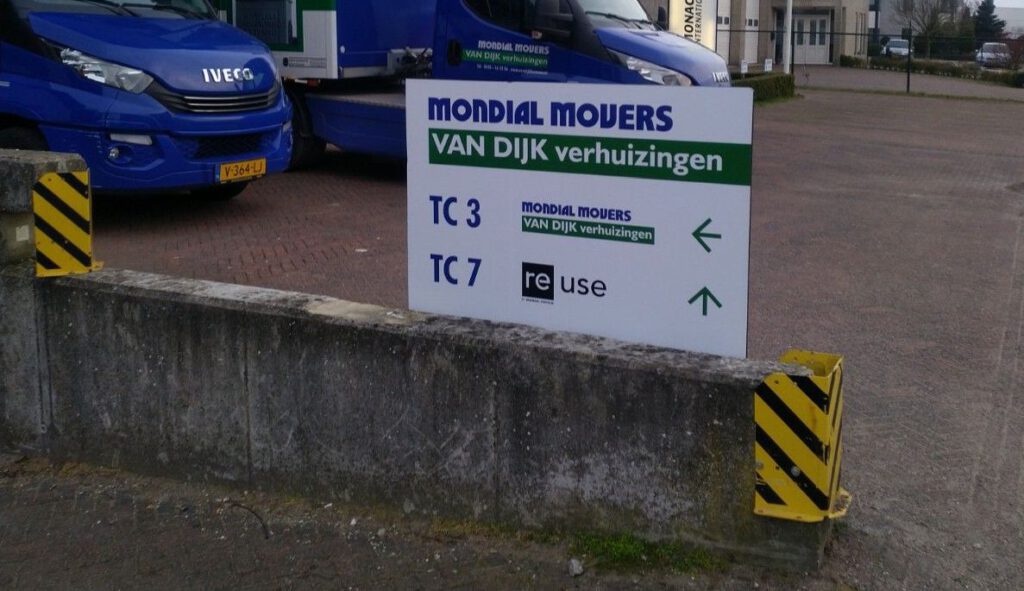 IVECO
V-364-LJ
MONDIAL MOVERS
VAN DIJK verhuizingen
MONAC
MONDIAL MOVERS
VAN DIJK verhuizingen
TC 3
MONDIAL MOVERS
VAN DIJK verhuizingen
TC 7
re use